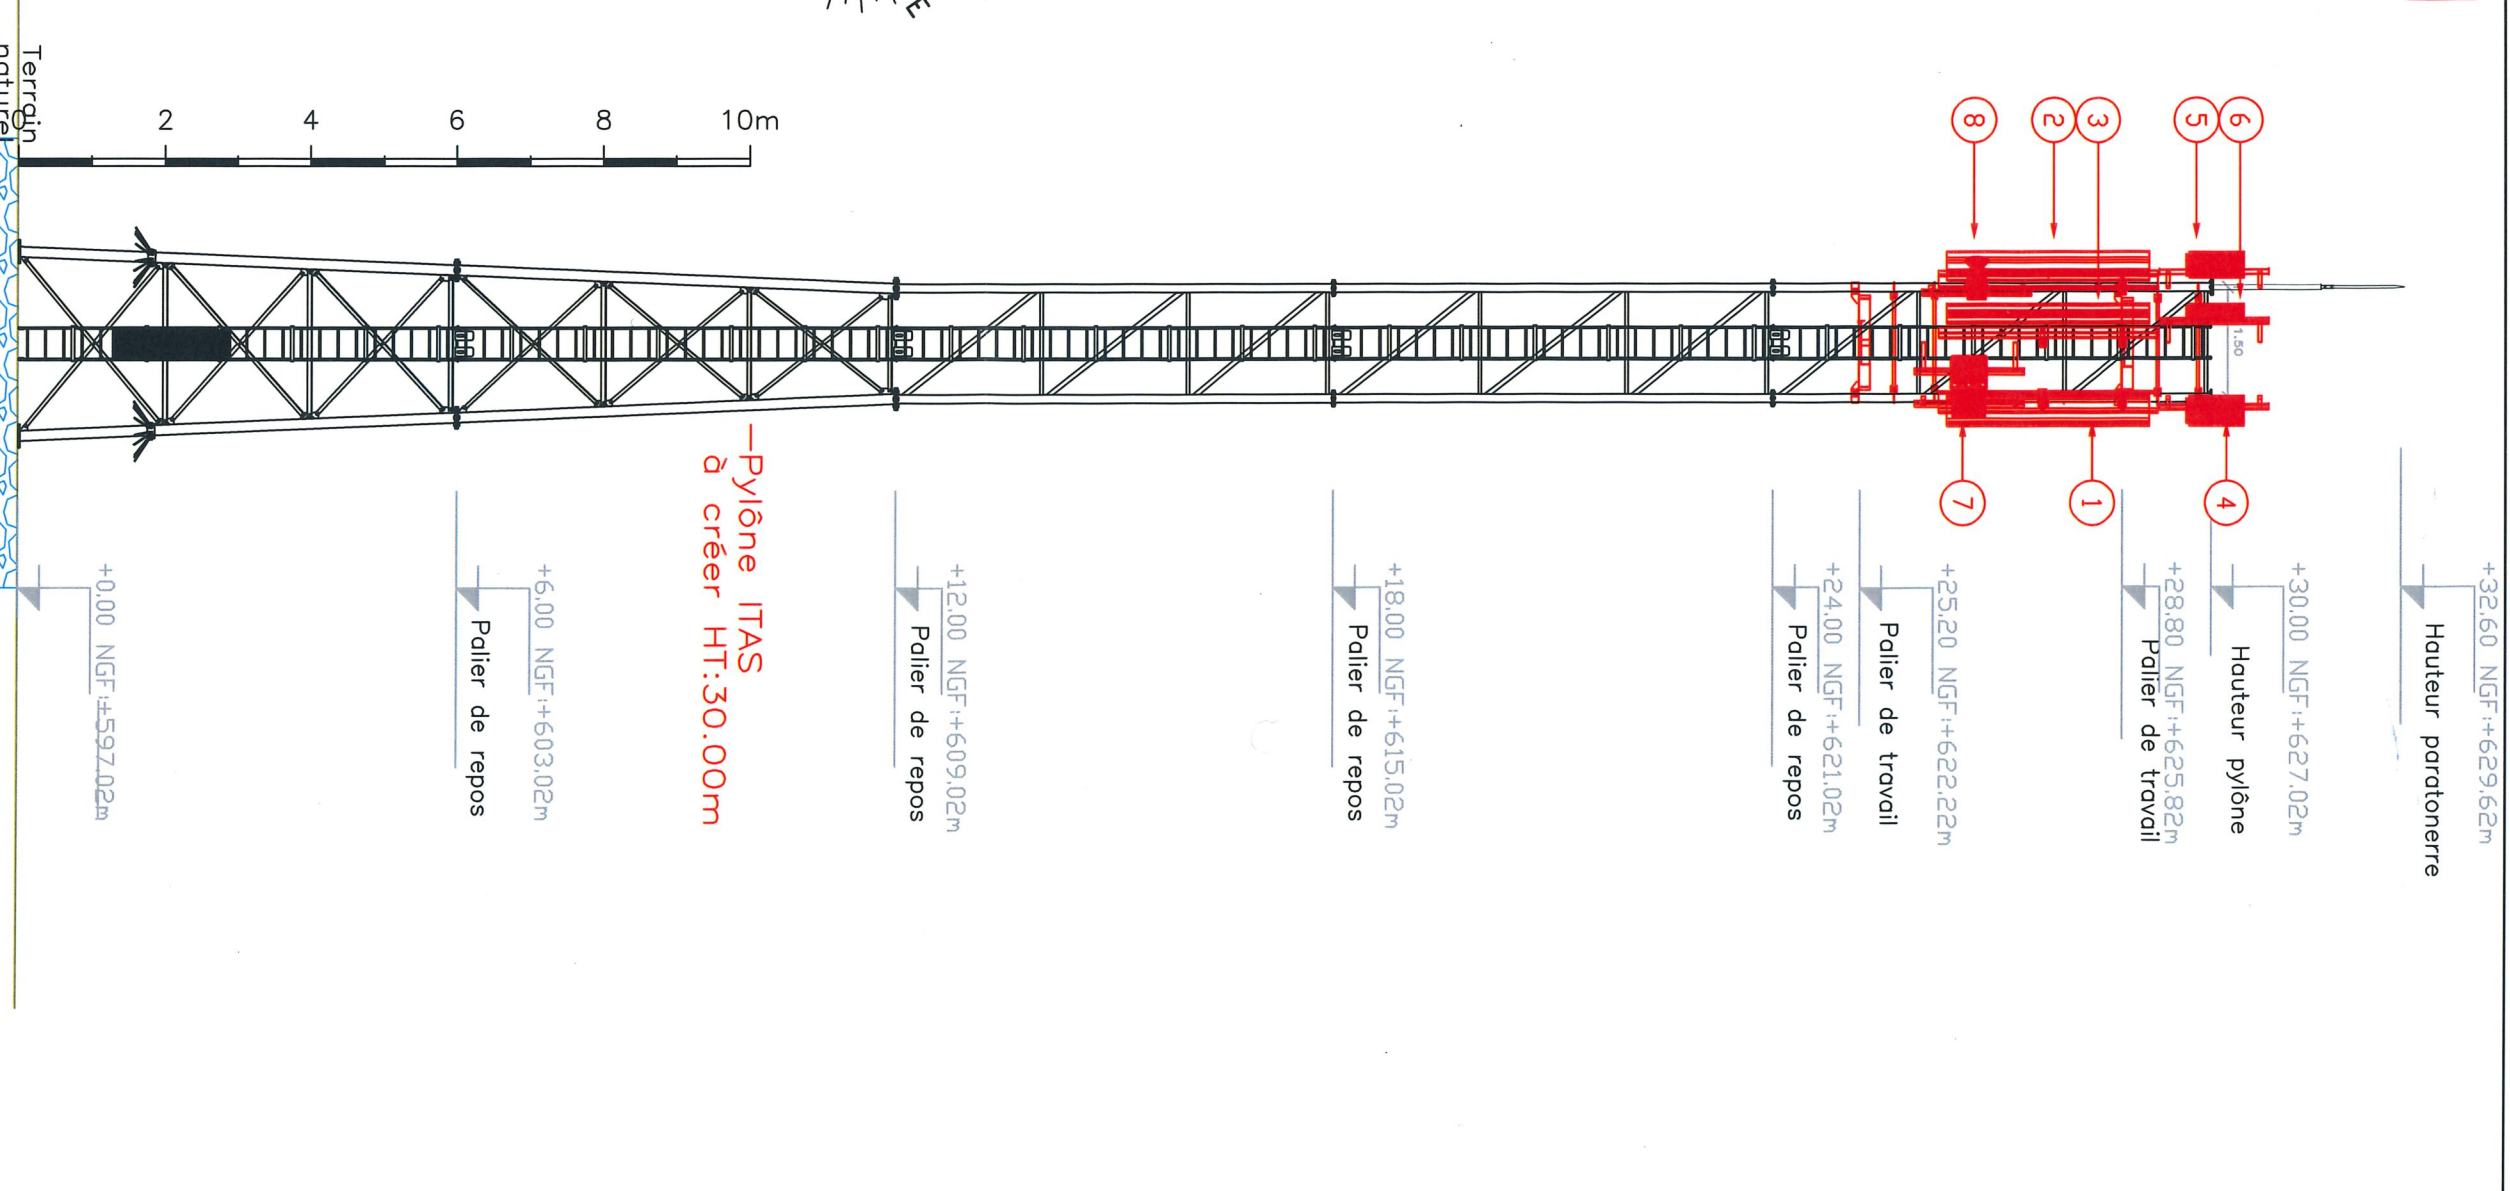 E
Terrain
naturel
0
2
4
6
8
10m
8
2
3
5
6
7
1
4
1.50
+32,60 NGF:+629,62m
Hauteur paratonerre
+30,00 NGF:+627,02m
Hauteur pylône
+28,80 NGF:+625,82m
Palier de travail
+25,20 NGF:+622,22m
Palier de travail
+24,00 NGF:+621,02m
Palier de repos
+18,00 NGF:+615,02m
Palier de repos
+12,00 NGF:+609,02m
Palier de repos
—Pylône ITAS
à créer HT:30.00m
+6,00 NGF:+603,02m
Palier de repos
+0,00 NGF:+597,02m